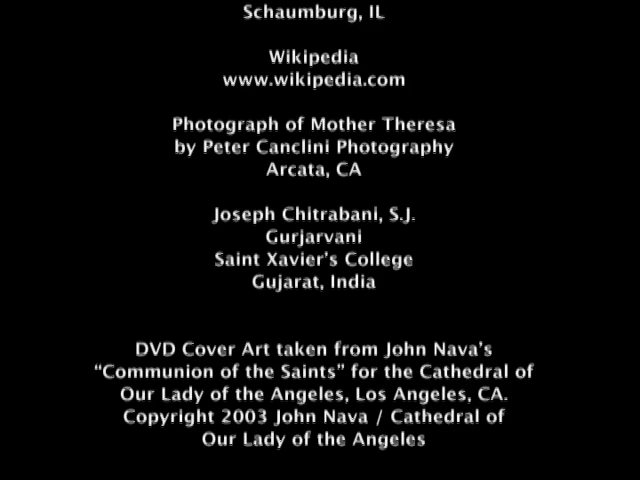 Schaumburg, IL
Wikipedia
www.wikipedia.com
Photograph of Mother Theresa
by Peter Canclini Photography
Arcata, CA
Joseph Chitrabani, S.J.
Gurjarvani
Saint Xavier's College
Gujarat, India
DVD Cover Art taken from John Nava's
“Communion of the Saints” for the Cathedral of
Our Lady of the Angeles, Los Angeles, CA.
Copyright 2003 John Nava / Cathedral of
Our Lady of the Angeles